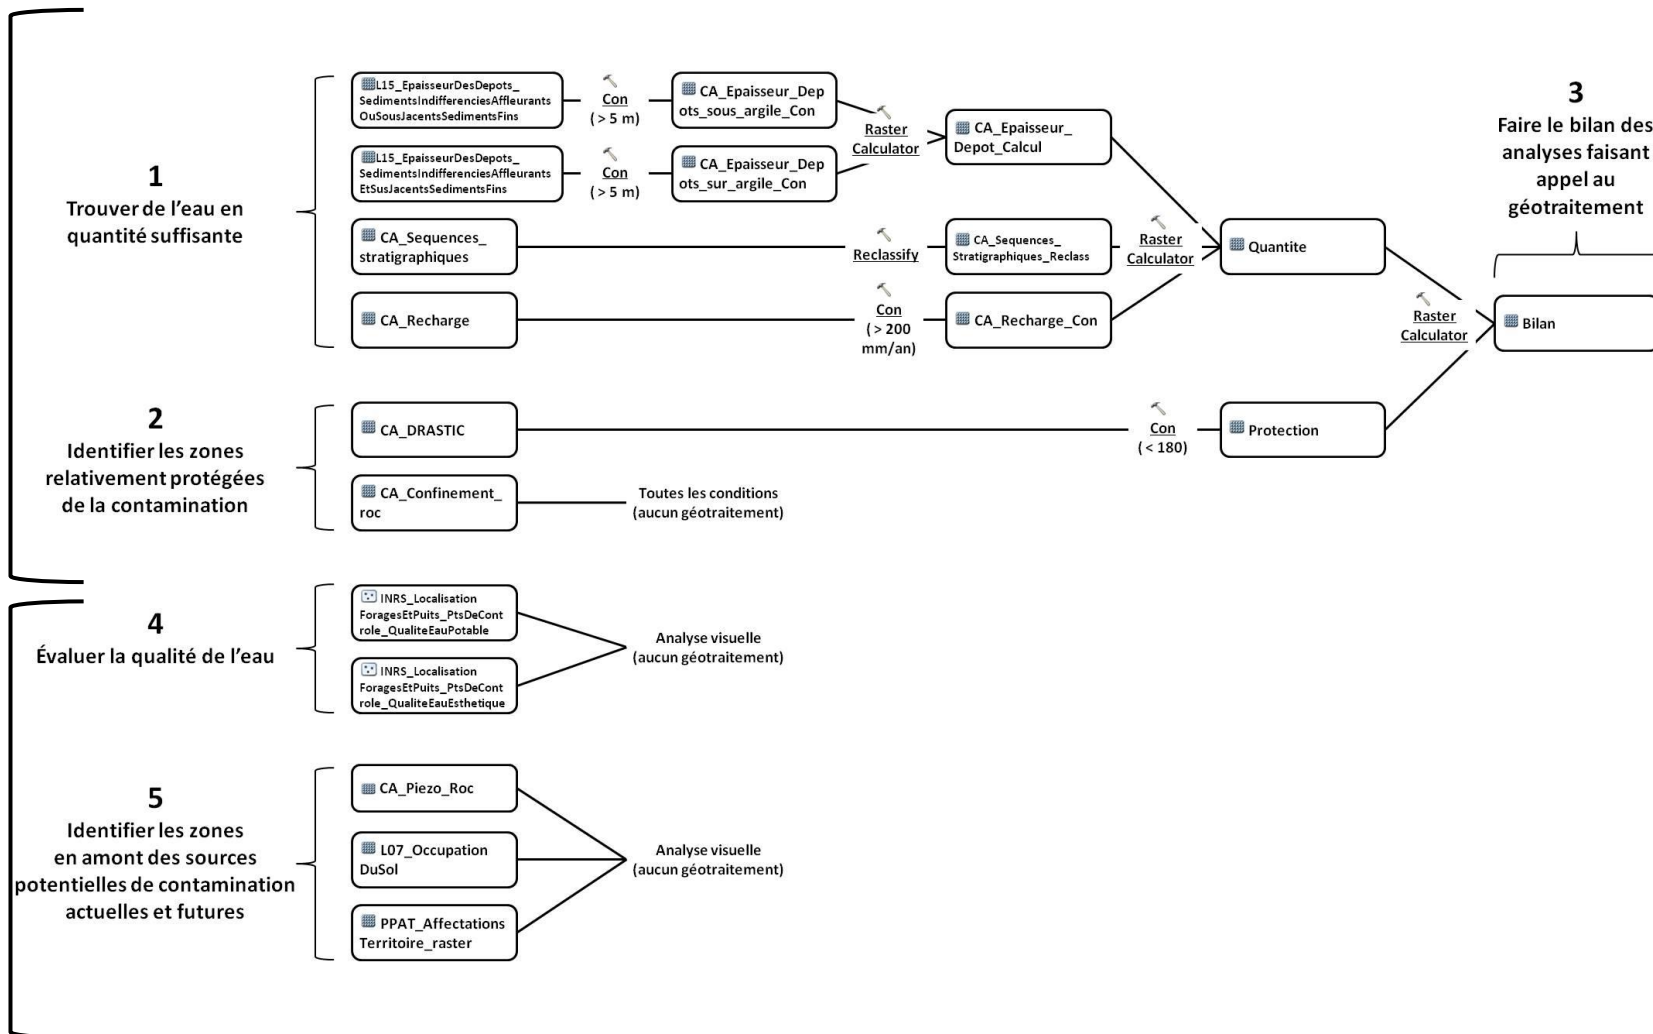 1
Trouver de l'eau en
quantité suffisante
L15_EpaisseurDesDepots_
SedimentsIndifferenciesAffleurants
OuSousJacentsSedimentsFins
Con
( > 5 m)
CA_Epaisseur_Dep
ots_sous_argile_Con
L15_EpaisseurDesDepots_
SedimentsIndifferenciesAffleurants
EtSusJacentsSedimentsFins
Con
( > 5 m)
CA_Epaisseur_Dep
ots_sur_argile_Con
Raster
Calculator
CA_Epaisseur_
Depot_Calcul
CA_Sequences_
stratigraphiques
Reclassify
CA_Sequences_
Stratigraphiques_Reclass
CA_Recharge
Con
( > 200
mm/an)
CA_Recharge_Con
Raster
Calculator
Quantite
2
Identifier les zones
relativement protégées
de la contamination
CA_DRASTIC
Con
( < 180)
Protection
CA_Confinement_
roc
Toutes les conditions
(aucun géotraitement)
3
Faire le bilan des
analyses faisant
appel au
géotraitement
Raster
Calculator
Bilan
4
Évaluer la qualité de l'eau
INRS_Localisation
ForagesEtPuits_PtsDeCont
role_QualiteEauPotable
INRS_Localisation
ForagesEtPuits_PtsDeCont
role_QualiteEauEsthetique
Analyse visuelle
(aucun géotraitement)
5
Identifier les zones
en amont des sources
potentielles de contamination
actuelles et futures
CA_Piezo_Roc
L07_Occupation
DuSol
PPAT_Affectations
Territoire_raster
Analyse visuelle
(aucun géotraitement)